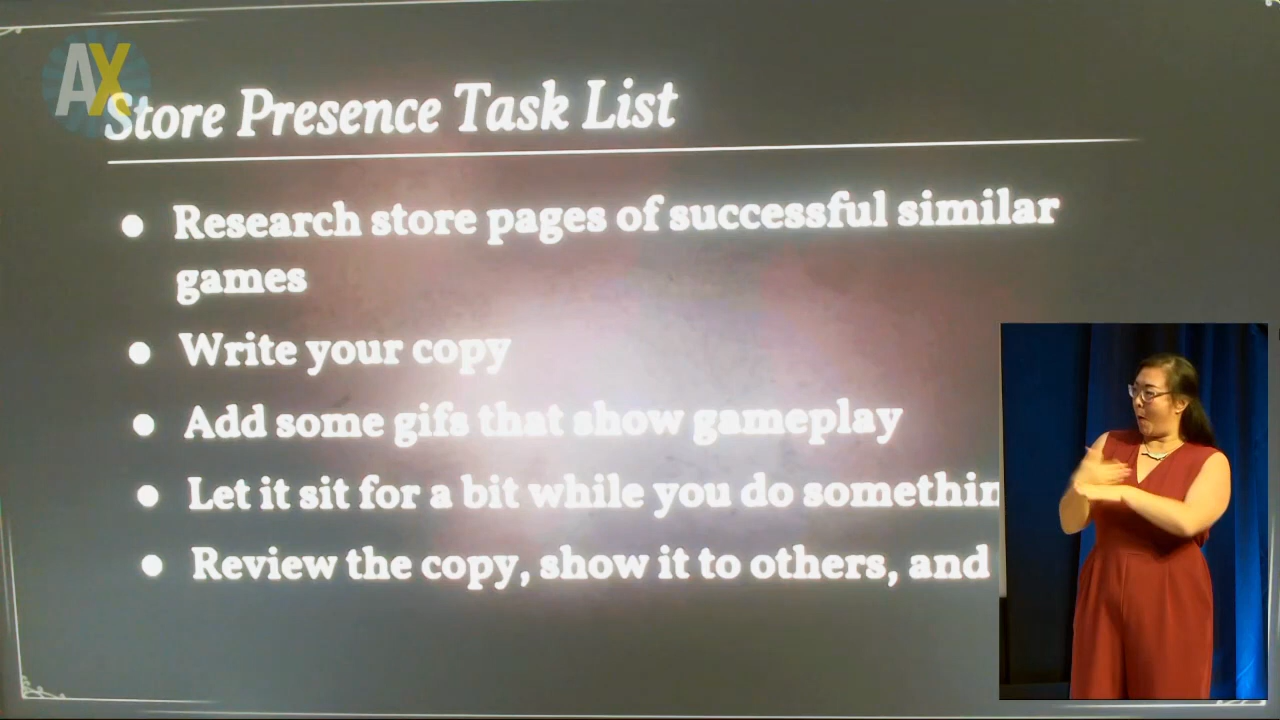 AX
Store Presence Task List
Research store pages of successful similar
games
Write your copy
Add some gifs that show gameplay
Let it sit for a bit while you do somethin
Review the copy, show it to others, and